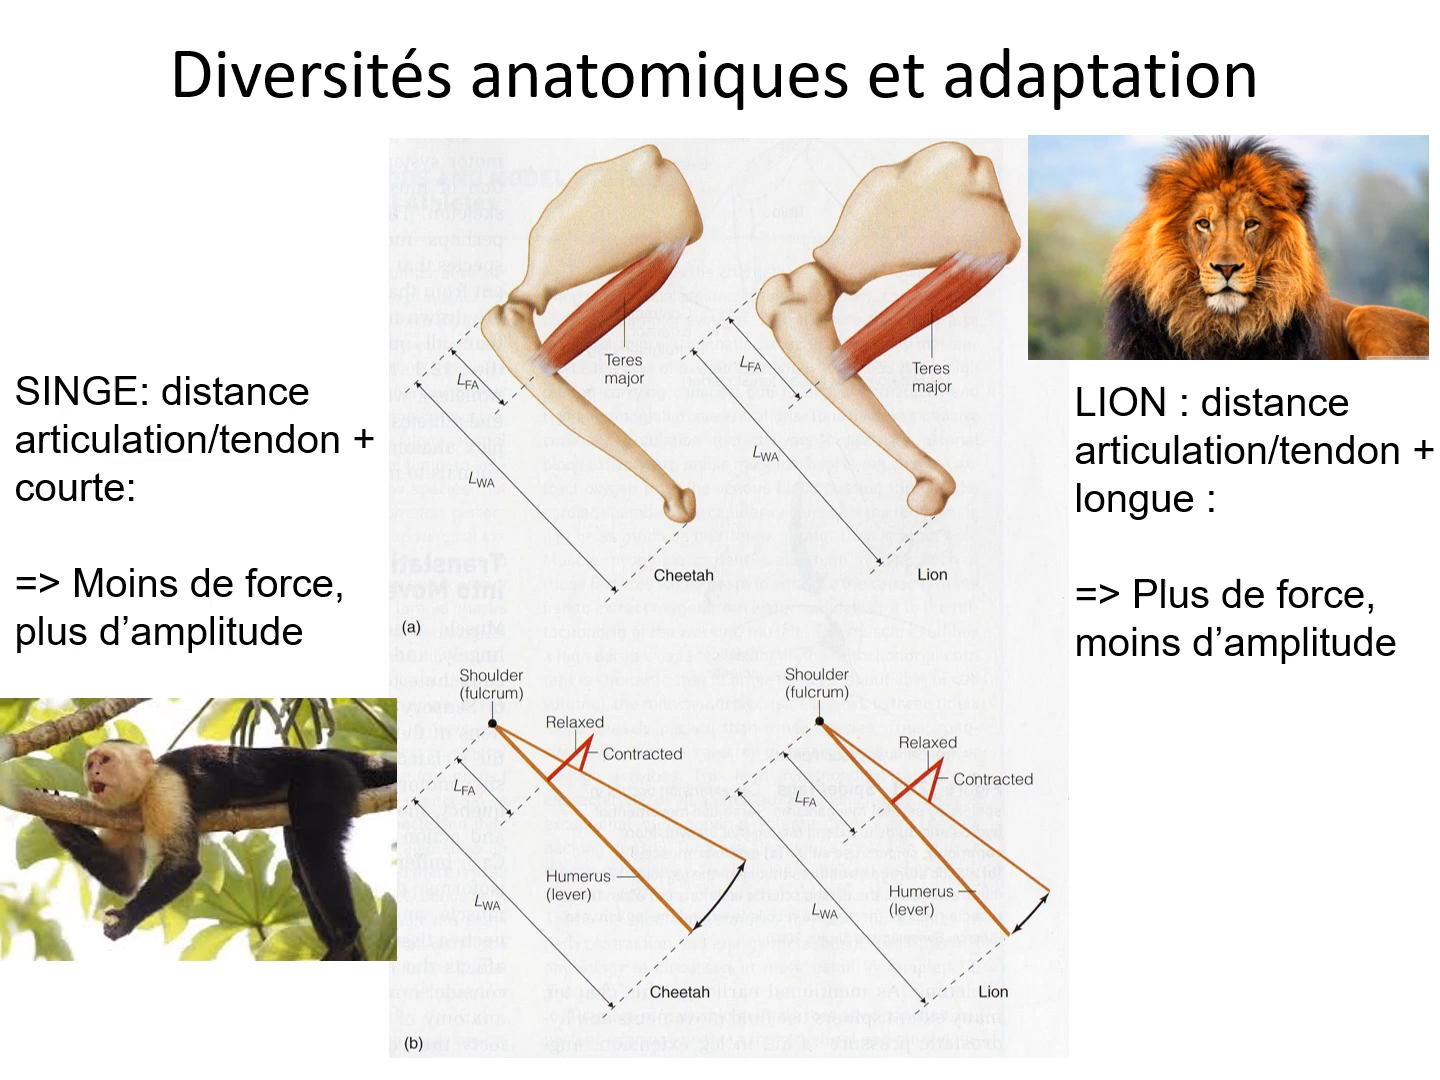 Diversités anatomiques et adaptation
SINGE: distance
articulation/tendon +
courte:
=> Moins de force,
plus d’amplitude
Teres
major
LFA
LWA
Cheetah
Teres
major
LFA
LWA
Lion
(a)
LION : distance
articulation/tendon +
longue :
=> Plus de force,
moins d’amplitude
Shoulder
(fulcrum)
Relaxed
Contracted
LFA
Humerus
(lever)
LWA
Cheetah
Shoulder
(fulcrum)
Relaxed
Contracted
LFA
Humerus
(lever)
LWA
Lion
(b)